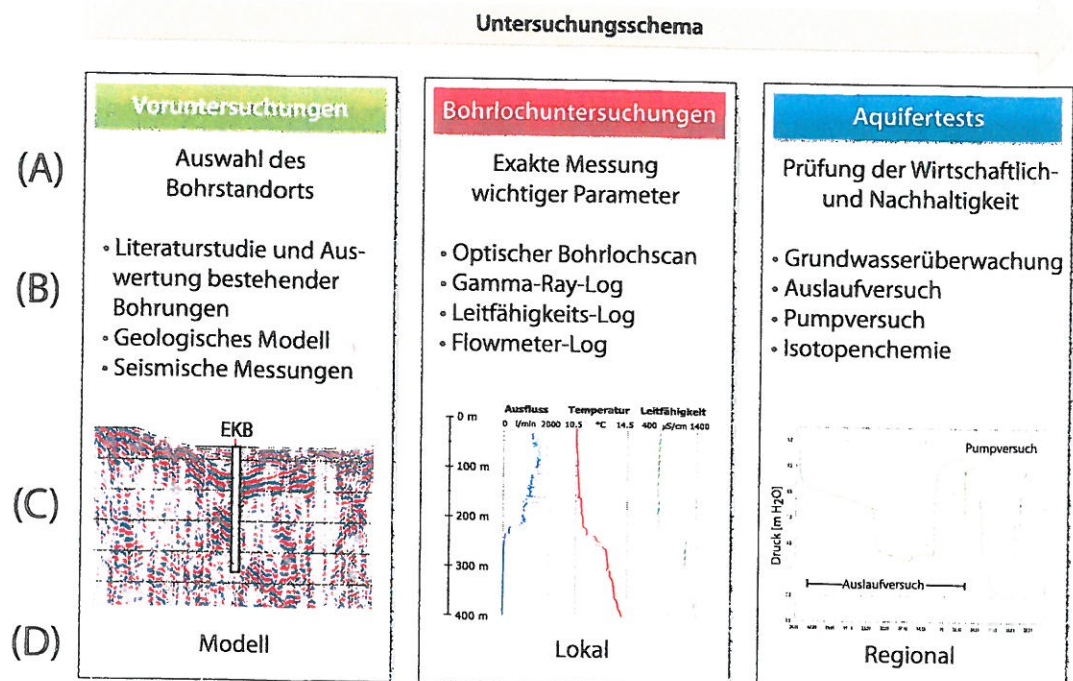 Untersuchungsschema
Voruntersuchungen
Bohrlochuntersuchungen
Aquifertests
(A)
Auswahl des
Bohrstandorts
Exakte Messung
wichtiger Parameter
Prüfung der Wirtschaftlich-
und Nachhaltigkeit
(B)
• Literaturstudie und Aus-
wertung bestehender
Bohrungen
• Geologisches Modell
• Seismische Messungen
• Optischer Bohrlochscan
• Gamma-Ray-Log
• Leitfähigkeits-Log
• Flowmeter-Log
• Grundwasserüberwachung
• Auslaufversuch
• Pumpversuch
• Isotopenchemie
(C)
EKB
Ausfluss Temperatur Leitfähigkeit
0 l/min 2000 10.5 °C 14.5 400 µS/cm 1400
0 m
100 m
200 m
300 m
400 m
Pumpversuch
Druck [m H2O]
Auslaufversuch
(D)
Modell
Lokal
Regional